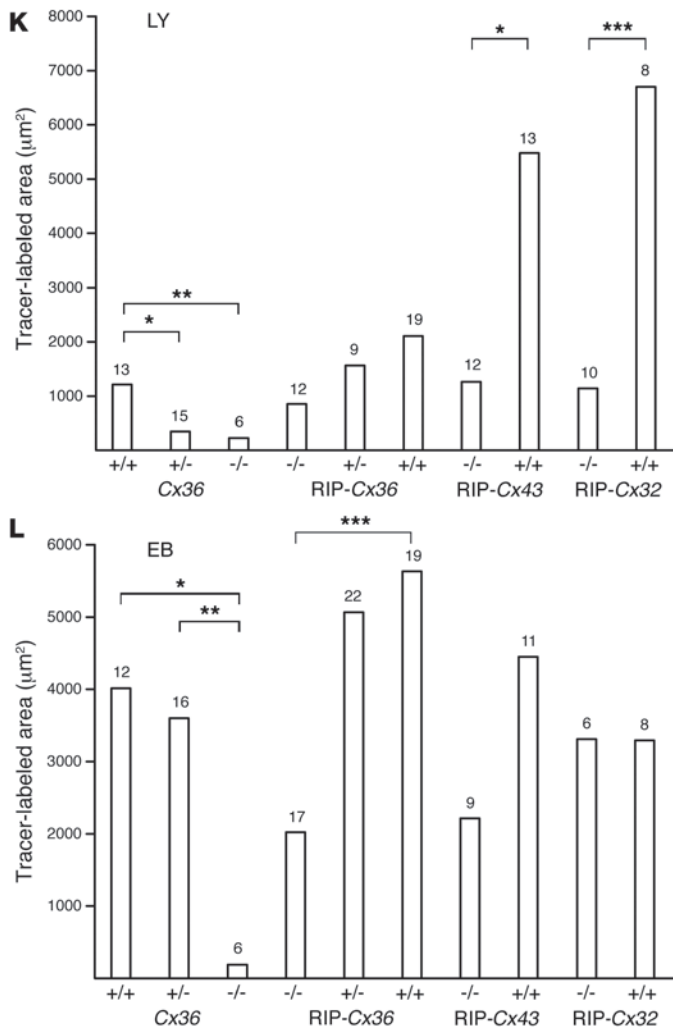 K LY
Tracer-labeled area (μm²)
8000
7000
6000
5000
4000
3000
2000
1000
* ***
** *
13 15 6 12 9 19 12 13 10 8
+/+ +/- -/- -/- +/- +/+ -/- +/+ -/- +/+
Cx36 RIP-Cx36 RIP-Cx43 RIP-Cx32
L EB
Tracer-labeled area (μm²)
6000
5000
4000
3000
2000
1000
* ** ***
12 16 6 17 22 19 9 11 6 8
+/+ +/- -/- -/- +/- +/+ -/- +/+ -/- +/+
Cx36 RIP-Cx36 RIP-Cx43 RIP-Cx32